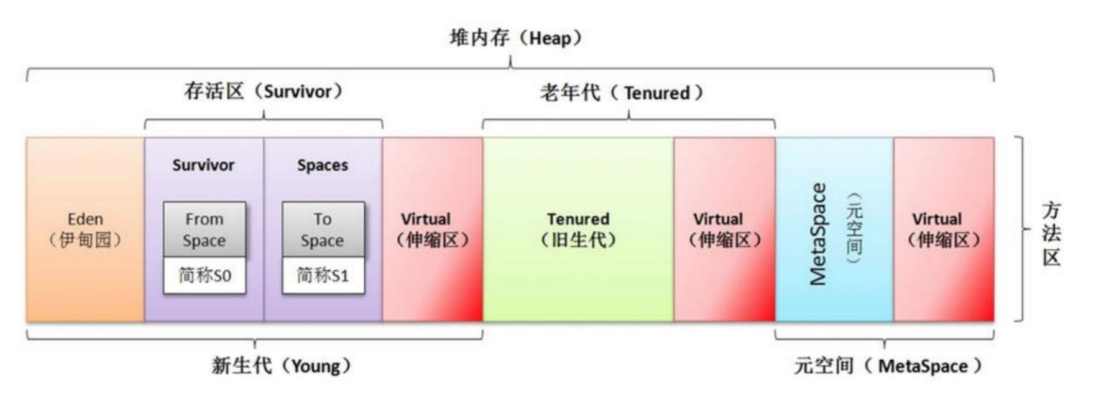 堆内存（Heap）
存活区（Survivor）
老年代（ Tenured ）
Survivor
Spaces
Eden
（伊甸园）
From
Space
简称S0
To
Space
简称S1
Virtual
（伸缩区）
Tenured
（旧生代）
Virtual
（伸缩区）
MetaSpace
（元空间）
Virtual
（伸缩区）
方法区
新生代（Young）
元空间（ MetaSpace ）